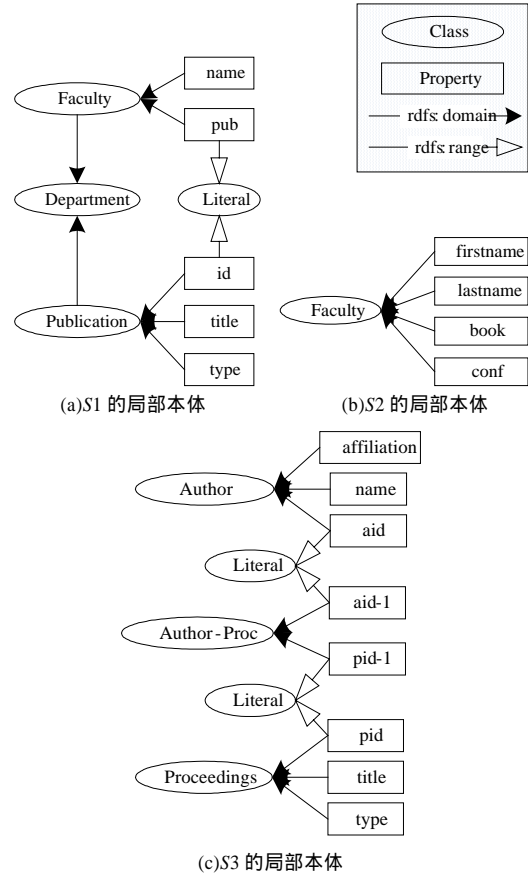 name
Faculty
pub
Department
Literal
id
Publication
title
type
(a)S1 的局部本体
Class
Property
rdfs: domain
rdfs: range
firstname
lastname
Faculty
book
conf
(b)S2 的局部本体
affiliation
Author
name
aid
Literal
aid-1
Author-Proc
pid-1
Literal
pid
Proceedings
title
type
(c)S3 的局部本体